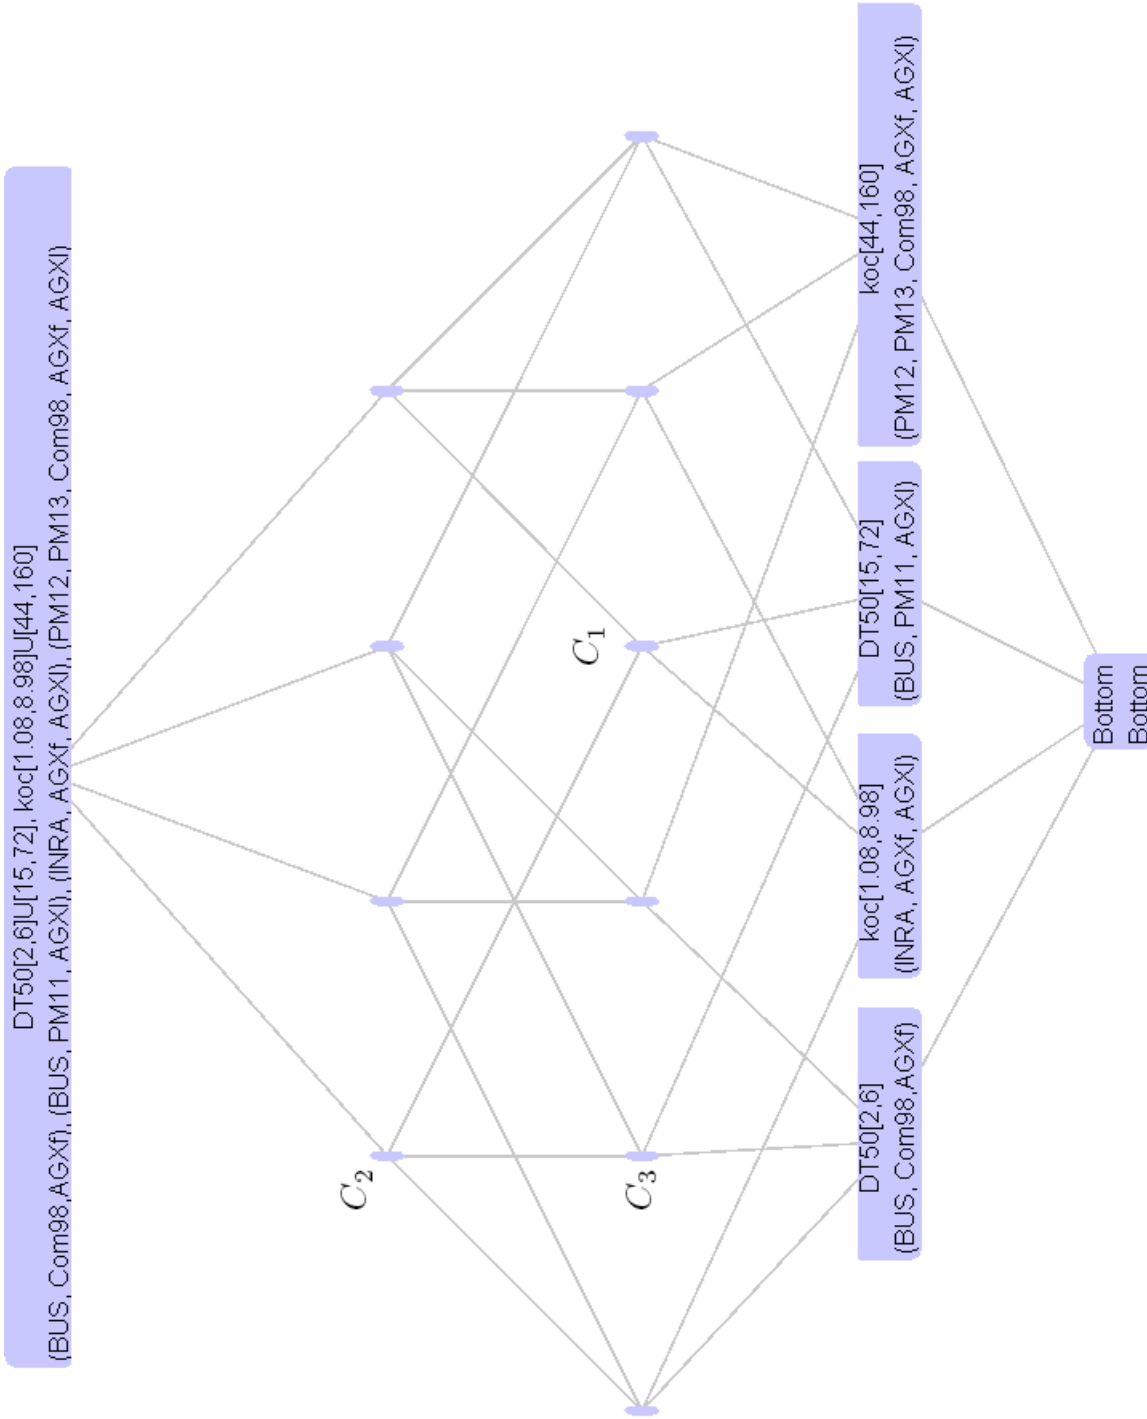 DT50[2,6]U[15,72], koc[1.08,8.98]U[44,160]
(BUS, Com98,AGXf), (BUS, PM11, AGXl), (INRA, AGXf, AGXl), (PM12, PM13, Com98, AGXf, AGXl)
C2
C3
C1
DT50[2,6]
(BUS, Com98,AGXf)
koc[1.08,8.98]
(INRA, AGXf, AGXl)
DT50[15,72]
(BUS, PM11, AGXl)
koc[44,160]
(PM12, PM13, Com98, AGXf, AGXl)
Bottom
Bottom